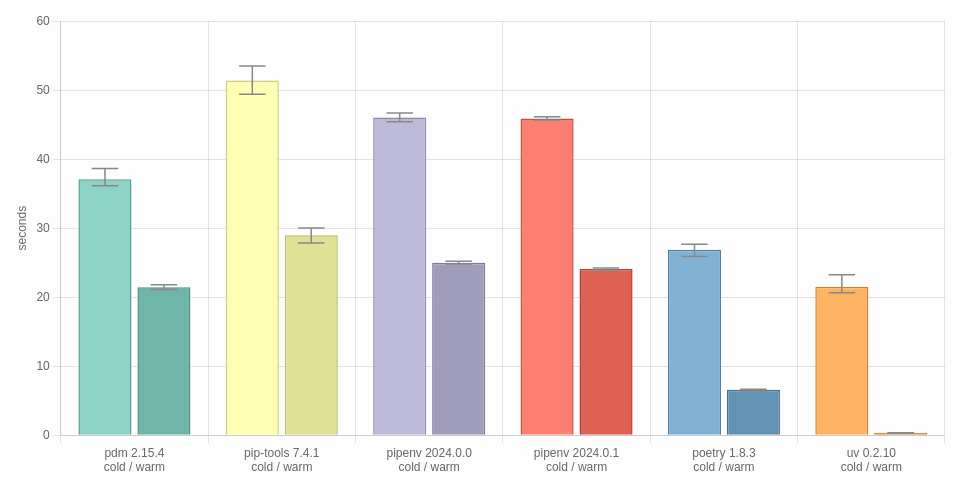 60
50
40
30
20
10
0
seconds
pdm 2.15.4
cold / warm
pip-tools 7.4.1
cold / warm
pipenv 2024.0.0
cold / warm
pipenv 2024.0.1
cold / warm
poetry 1.8.3
cold / warm
uv 0.2.10
cold / warm